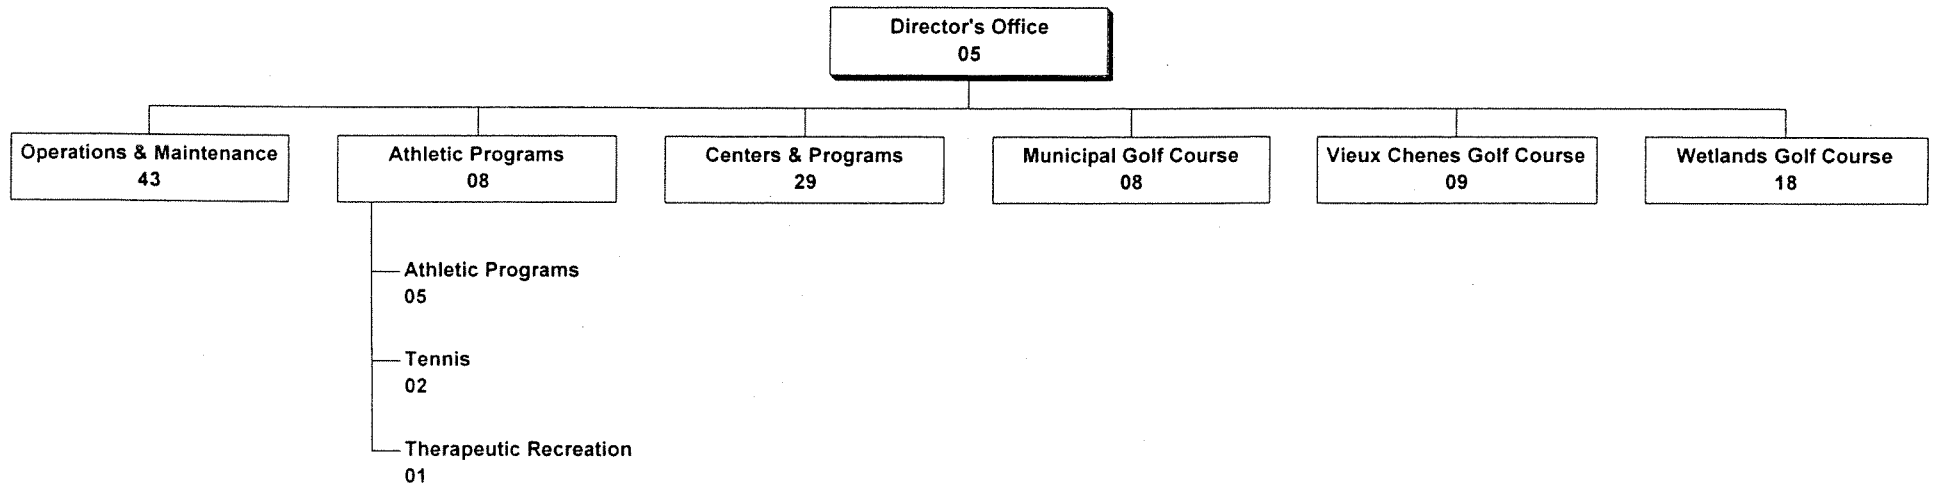 Director's Office
05
Operations & Maintenance
43
Athletic Programs
08
Centers & Programs
29
Municipal Golf Course
08
Vieux Chenes Golf Course
09
Wetlands Golf Course
18
Athletic Programs
05
Tennis
02
Therapeutic Recreation
01